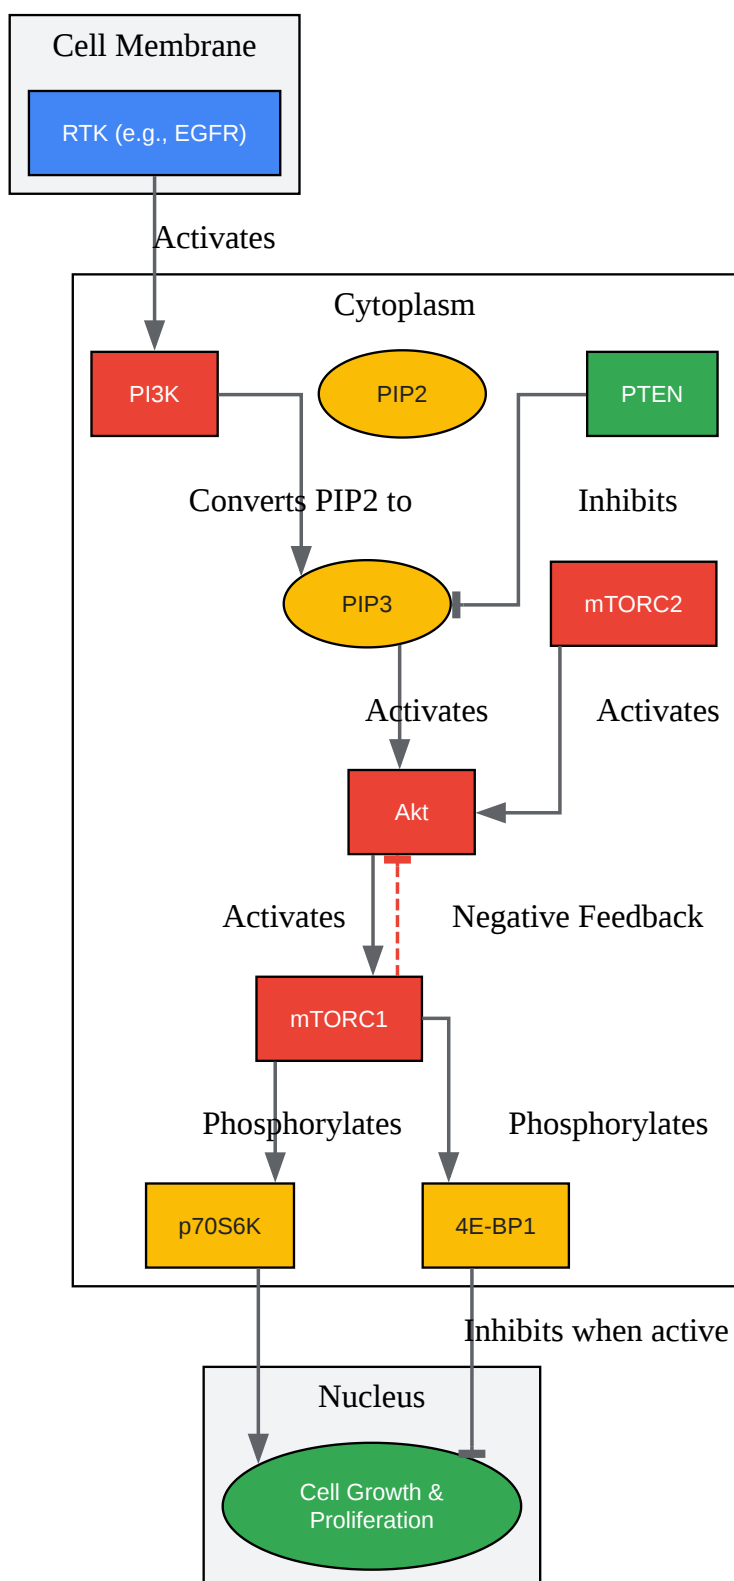 Cell Membrane
RTK (e.g., EGFR)
Activates
Cytoplasm
PI3K
PIP2
PTEN
Converts PIP2 to
Inhibits
PIP3
mTORC2
Activates
Activates
Akt
Activates
Negative Feedback
mTORC1
Phosphorylates
Phosphorylates
p70S6K
4E-BP1
Inhibits when active
Nucleus
Cell Growth &
Proliferation